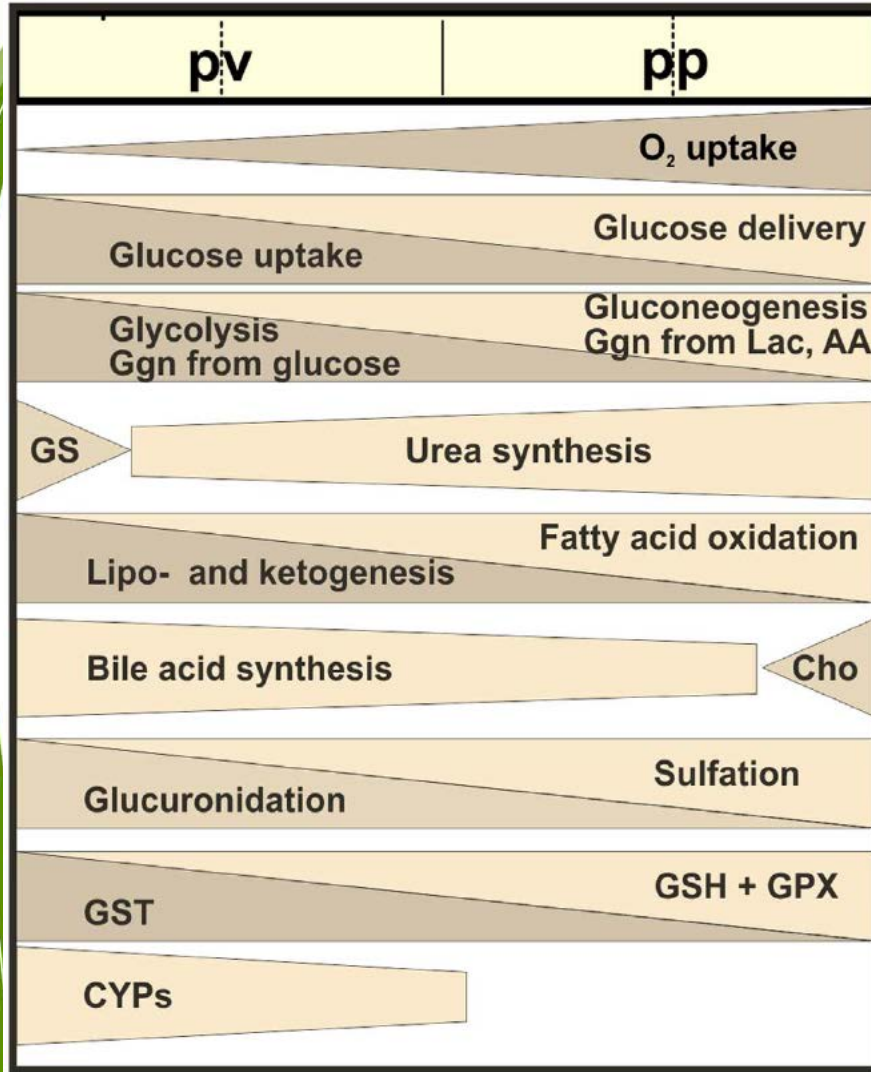 pv pp
O₂ uptake
Glucose delivery
Glucose uptake
Gluconeogenesis
Glycolysis
Ggn from Lac, AA
Ggn from glucose
GS Urea synthesis
Fatty acid oxidation
Lipo- and ketogenesis
Bile acid synthesis Cho
Sulfation
Glucuronidation
GSH + GPX
GST
CYPs